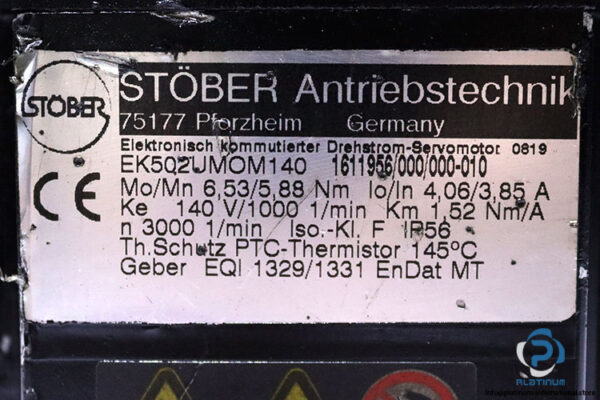 STÖBER
STÖBER Antriebstechnik
75177 Pforzheim Germany
Elektronisch kommutierter Drehstrom-Servomotor 0819
EK502UMOM140 1611956/000/000-010
CE
Mo/Mn 6,53/5,88 Nm Io/In 4,06/3,85 A
Ke 140 V/1000 1/min Km 1,52 Nm/A
n 3000 1/min Iso.-Kl. F IP56
Th.Schutz PTC-Thermistor 145ºC
Geber EQI 1329/1331 EnDat MT
PLATINUM